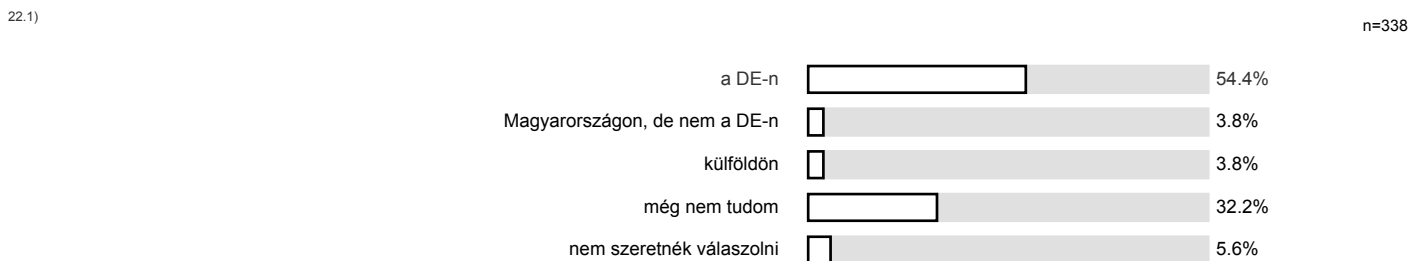 22.1)
n=338
a DE-n 54.4%
Magyarországon, de nem a DE-n 3.8%
külföldön 3.8%
még nem tudom 32.2%
nem szeretnék válaszolni 5.6%